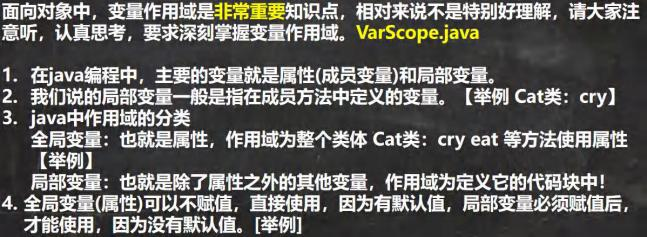 面向对象中，变量作用域是非常重要知识点，相对来说不是特别好理解，请大家注
意听，认真思考，要求深刻掌握变量作用域。VarScope.java
1. 在java编程中，主要的变量就是属性(成员变量)和局部变量。
2. 我们说的局部变量一般是指在成员方法中定义的变量。【举例 Cat类：cry】
3. java中作用域的分类
全局变量：也就是属性，作用域为整个类体 Cat类：cry eat 等方法使用属性
【举例】
局部变量：也就是除了属性之外的其他变量，作用域为定义它的代码块中！
4. 全局变量(属性)可以不赋值，直接使用，因为有默认值，局部变量必须赋值后，
才能使用，因为没有默认值。[举例]